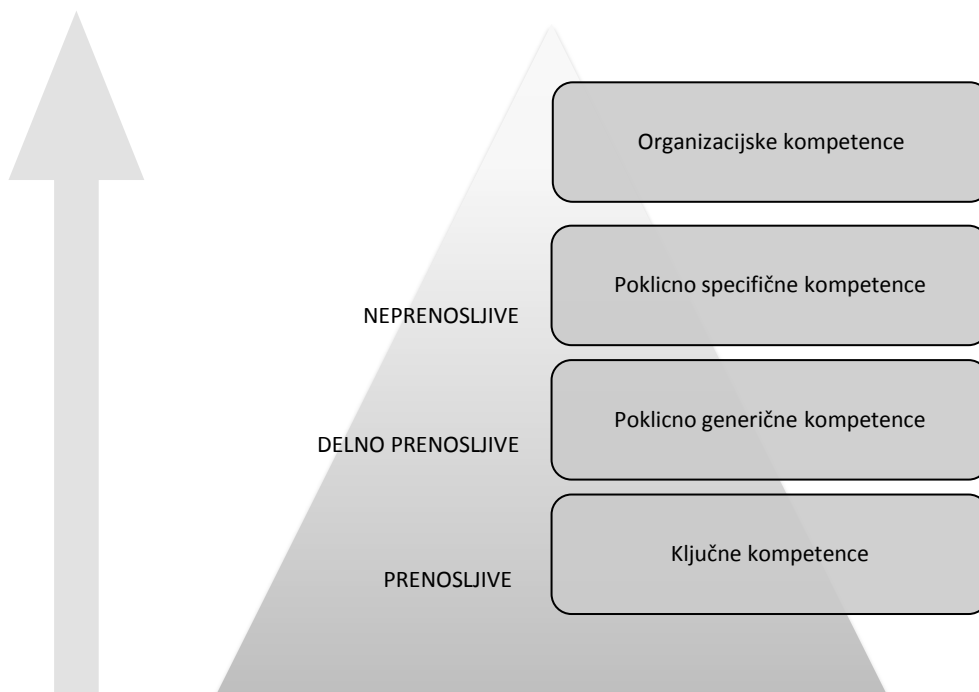 Organizacijske kompetence
Poklicno specifične kompetence
NEPRENOSLJIVE
Poklicno generične kompetence
DELNO PRENOSLJIVE
Ključne kompetence
PRENOSLJIVE